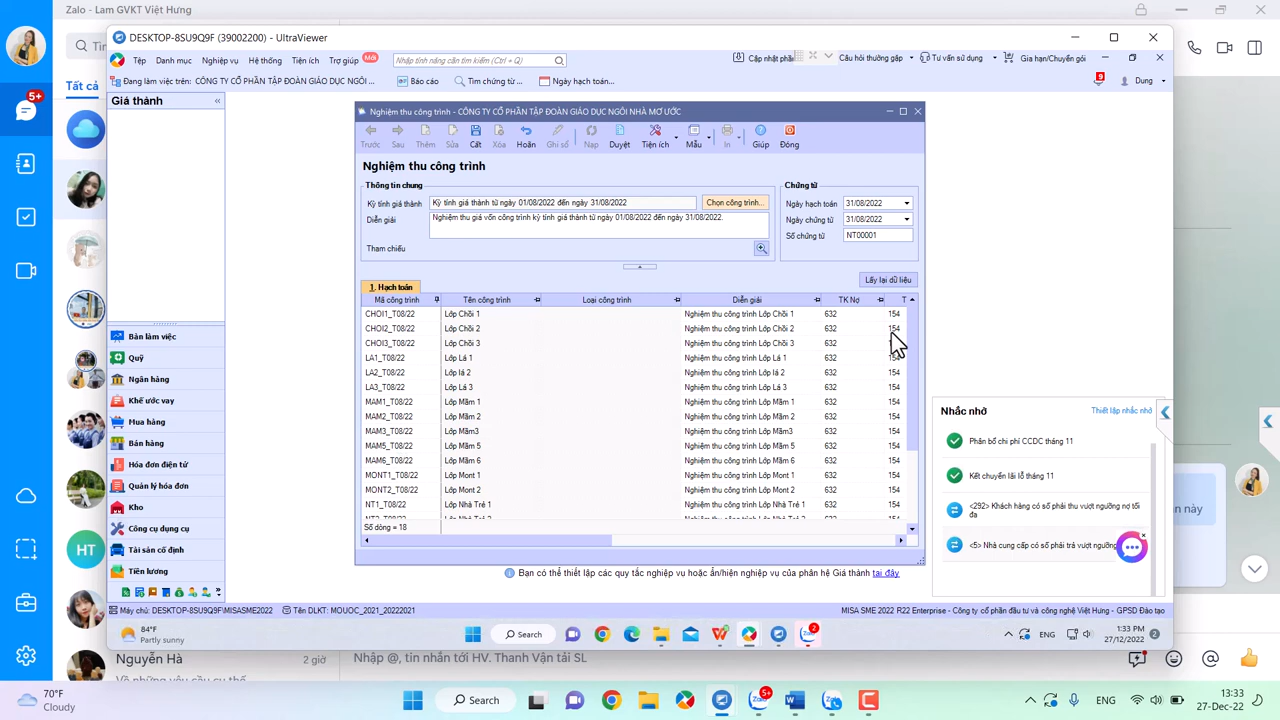 Zalo - Lam GVKT Việt Hưng
DESKTOP-8SU9Q9F (39002200) - UltraViewer
Tệp Danh mục Nghiệp vụ Hệ thống Tiện ích Trợ giúp Mới
Nhập tính năng cần tìm kiếm (Ctrl + Q)
Cập nhật phần Câu hỏi thường gặp Tư vấn sử dụng Gia hạn/Chuyển gói
Đang làm việc trên: CÔNG TY CỔ PHẦN TẬP ĐOÀN GIÁO DỤC NGÔI NHÀ MƠ ƯỚC ...
Báo cáo Tìm chứng từ ... Ngày hạch toán... 9 Dung
Tất cả
5+
Giá thành
Nghiệm thu công trình - CÔNG TY CỔ PHẦN TẬP ĐOÀN GIÁO DỤC NGÔI NHÀ MƠ ƯỚC
Trước Sau Thêm Sửa Cất Xóa Hoãn Ghi sổ Nạp Duyệt Tiện ích Mẫu In Giúp Đóng
Nghiệm thu công trình
Thông tin chung
Kỳ tính giá thành Kỳ tính giá thành từ ngày 01/08/2022 đến ngày 31/08/2022 Chọn công trình...
Diễn giải Nghiệm thu giá vốn công trình kỳ tính giá thành từ ngày 01/08/2022 đến ngày 31/08/2022.
Tham chiếu
Chứng từ
Ngày hạch toán 31/08/2022
Ngày chứng từ 31/08/2022
Số chứng từ NT00001
1. Hạch toán
Lấy lại dữ liệu
Mã công trình Tên công trình Loại công trình Diễn giải TK Nợ T
CHOI1_T08/22 Lớp Chồi 1 Nghiệm thu công trình Lớp Chồi 1 632 154
CHOI2_T08/22 Lớp Chồi 2 Nghiệm thu công trình Lớp Chồi 2 632 154
CHOI3_T08/22 Lớp Chồi 3 Nghiệm thu công trình Lớp Chồi 3 632
LA1_T08/22 Lớp Lá 1 Nghiệm thu công trình Lớp Lá 1 632 154
LA2_T08/22 Lớp lá 2 Nghiệm thu công trình Lớp lá 2 632 154
LA3_T08/22 Lớp lá 3 Nghiệm thu công trình Lớp lá 3 632 154
MAM1_T08/22 Lớp Mầm 1 Nghiệm thu công trình Lớp Mầm 1 632 154
MAM2_T08/22 Lớp Mầm 2 Nghiệm thu công trình Lớp Mầm 2 632 154
MAM3_T08/22 Lớp Mầm3 Nghiệm thu công trình Lớp Mầm3 632 154
MAM5_T08/22 Lớp Mầm 5 Nghiệm thu công trình Lớp Mầm 5 632 154
MAM6_T08/22 Lớp Mầm 6 Nghiệm thu công trình Lớp Mầm 6 632 154
MONT1_T08/22 Lớp Mont 1 Nghiệm thu công trình Lớp Mont 1 632 154
MONT2_T08/22 Lớp Mont 2 Nghiệm thu công trình Lớp Mont 2 632 154
NT1_T08/22 Lớp Nhà Trẻ 1 Nghiệm thu công trình Lớp Nhà Trẻ 1 632 154
Số dòng = 18
Bạn có thể thiết lập các quy tắc nghiệp vụ hoặc ẩn/hiện nghiệp vụ của phân hệ Giá thành tại đây
Bàn làm việc
Quỹ
Ngân hàng
Khế ước vay
Mua hàng
Bán hàng
Hóa đơn điện tử
Quản lý hóa đơn
Kho
Công cụ dụng cụ
Tài sản cố định
Tiền lương
Nhắc nhở Thiết lập nhắc nhở
Phân bổ chi phí CCDC tháng 11
Kết chuyển lãi lỗ tháng 11
<292> Khách hàng có số phải thu vượt ngưỡng nợ tối
đa
<5> Nhà cung cấp có số phải trả vượt ngưỡng
n này
HT
Máy chủ: DESKTOP-8SU9Q9F\MISASME2022 Tên DLKT: MOUOC_2021_20222021 MISA SME 2022 R22 Enterprise - Công ty cổ phần đầu tư và công nghệ Việt Hưng - GPSD Đào tạo
84°F
Partly sunny
Search
2
ENG
1:33 PM
27/12/2022
2
Nguyễn Hà 2 giờ
Nhập @, tin nhắn tới HV. Thanh Vận tải SL
70°F
Cloudy
Search
5+
ENG
13:33
27-Dec-22